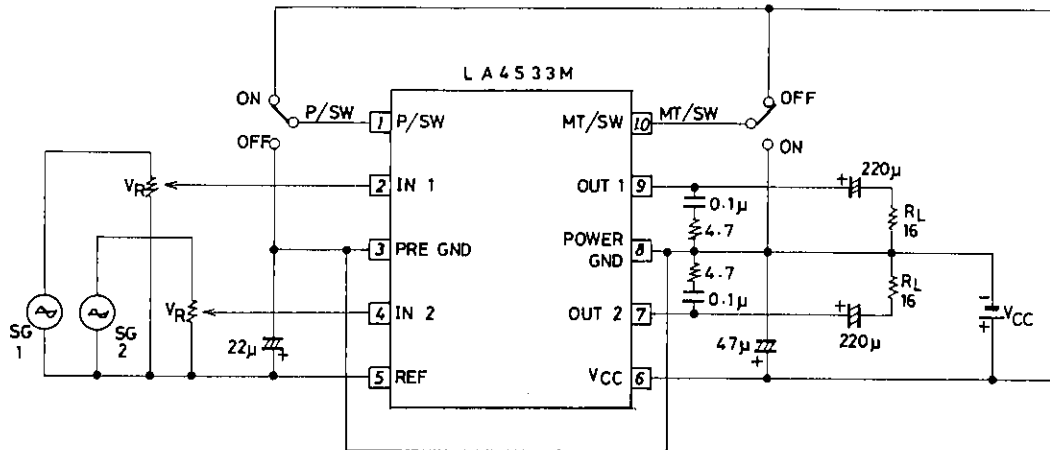 LA4533M
ON
P/SW
OFF
1 P/SW
MT/SW 10
MT/SW
OFF
ON
VR
2 IN 1
OUT 1 9
220μ
+
0.1μ
4.7
RL
16
3 PRE GND
POWER
GND 8
4.7
0.1μ
RL
16
-
+
VCC
VR
4 IN 2
OUT 2 7
+
220μ
SG
1
SG
2
22μ
+
47μ
+
5 REF
VCC 6